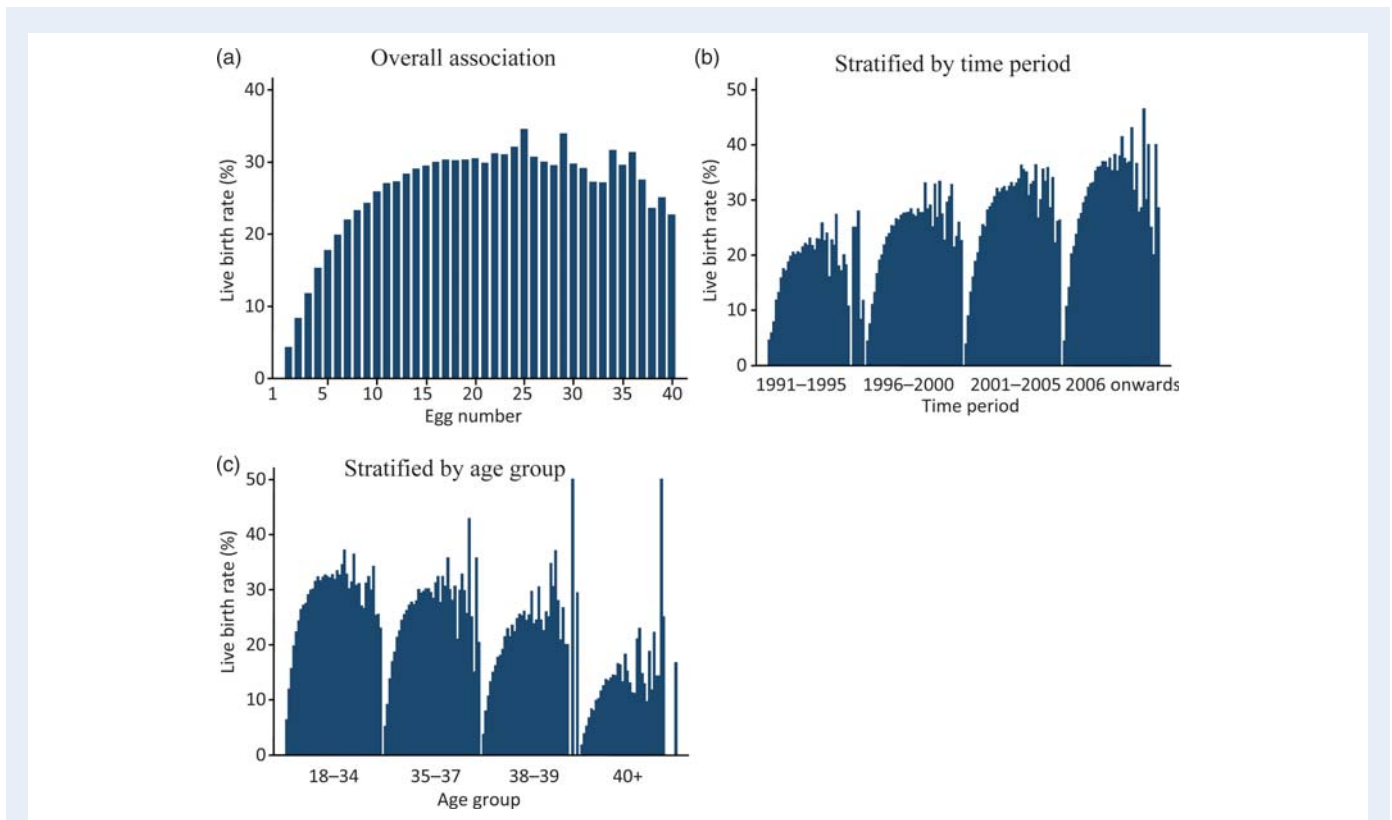 (a) Overall association
40
30
20
10
0
Live birth rate (%)
1 5 10 15 20 25 30 35 40
Egg number
(b) Stratified by time period
50
40
30
20
10
0
Live birth rate (%)
1991–1995 1996–2000 2001–2005 2006 onwards
Time period
(c) Stratified by age group
50
40
30
20
10
0
Live birth rate (%)
18–34 35–37 38–39 40+
Age group